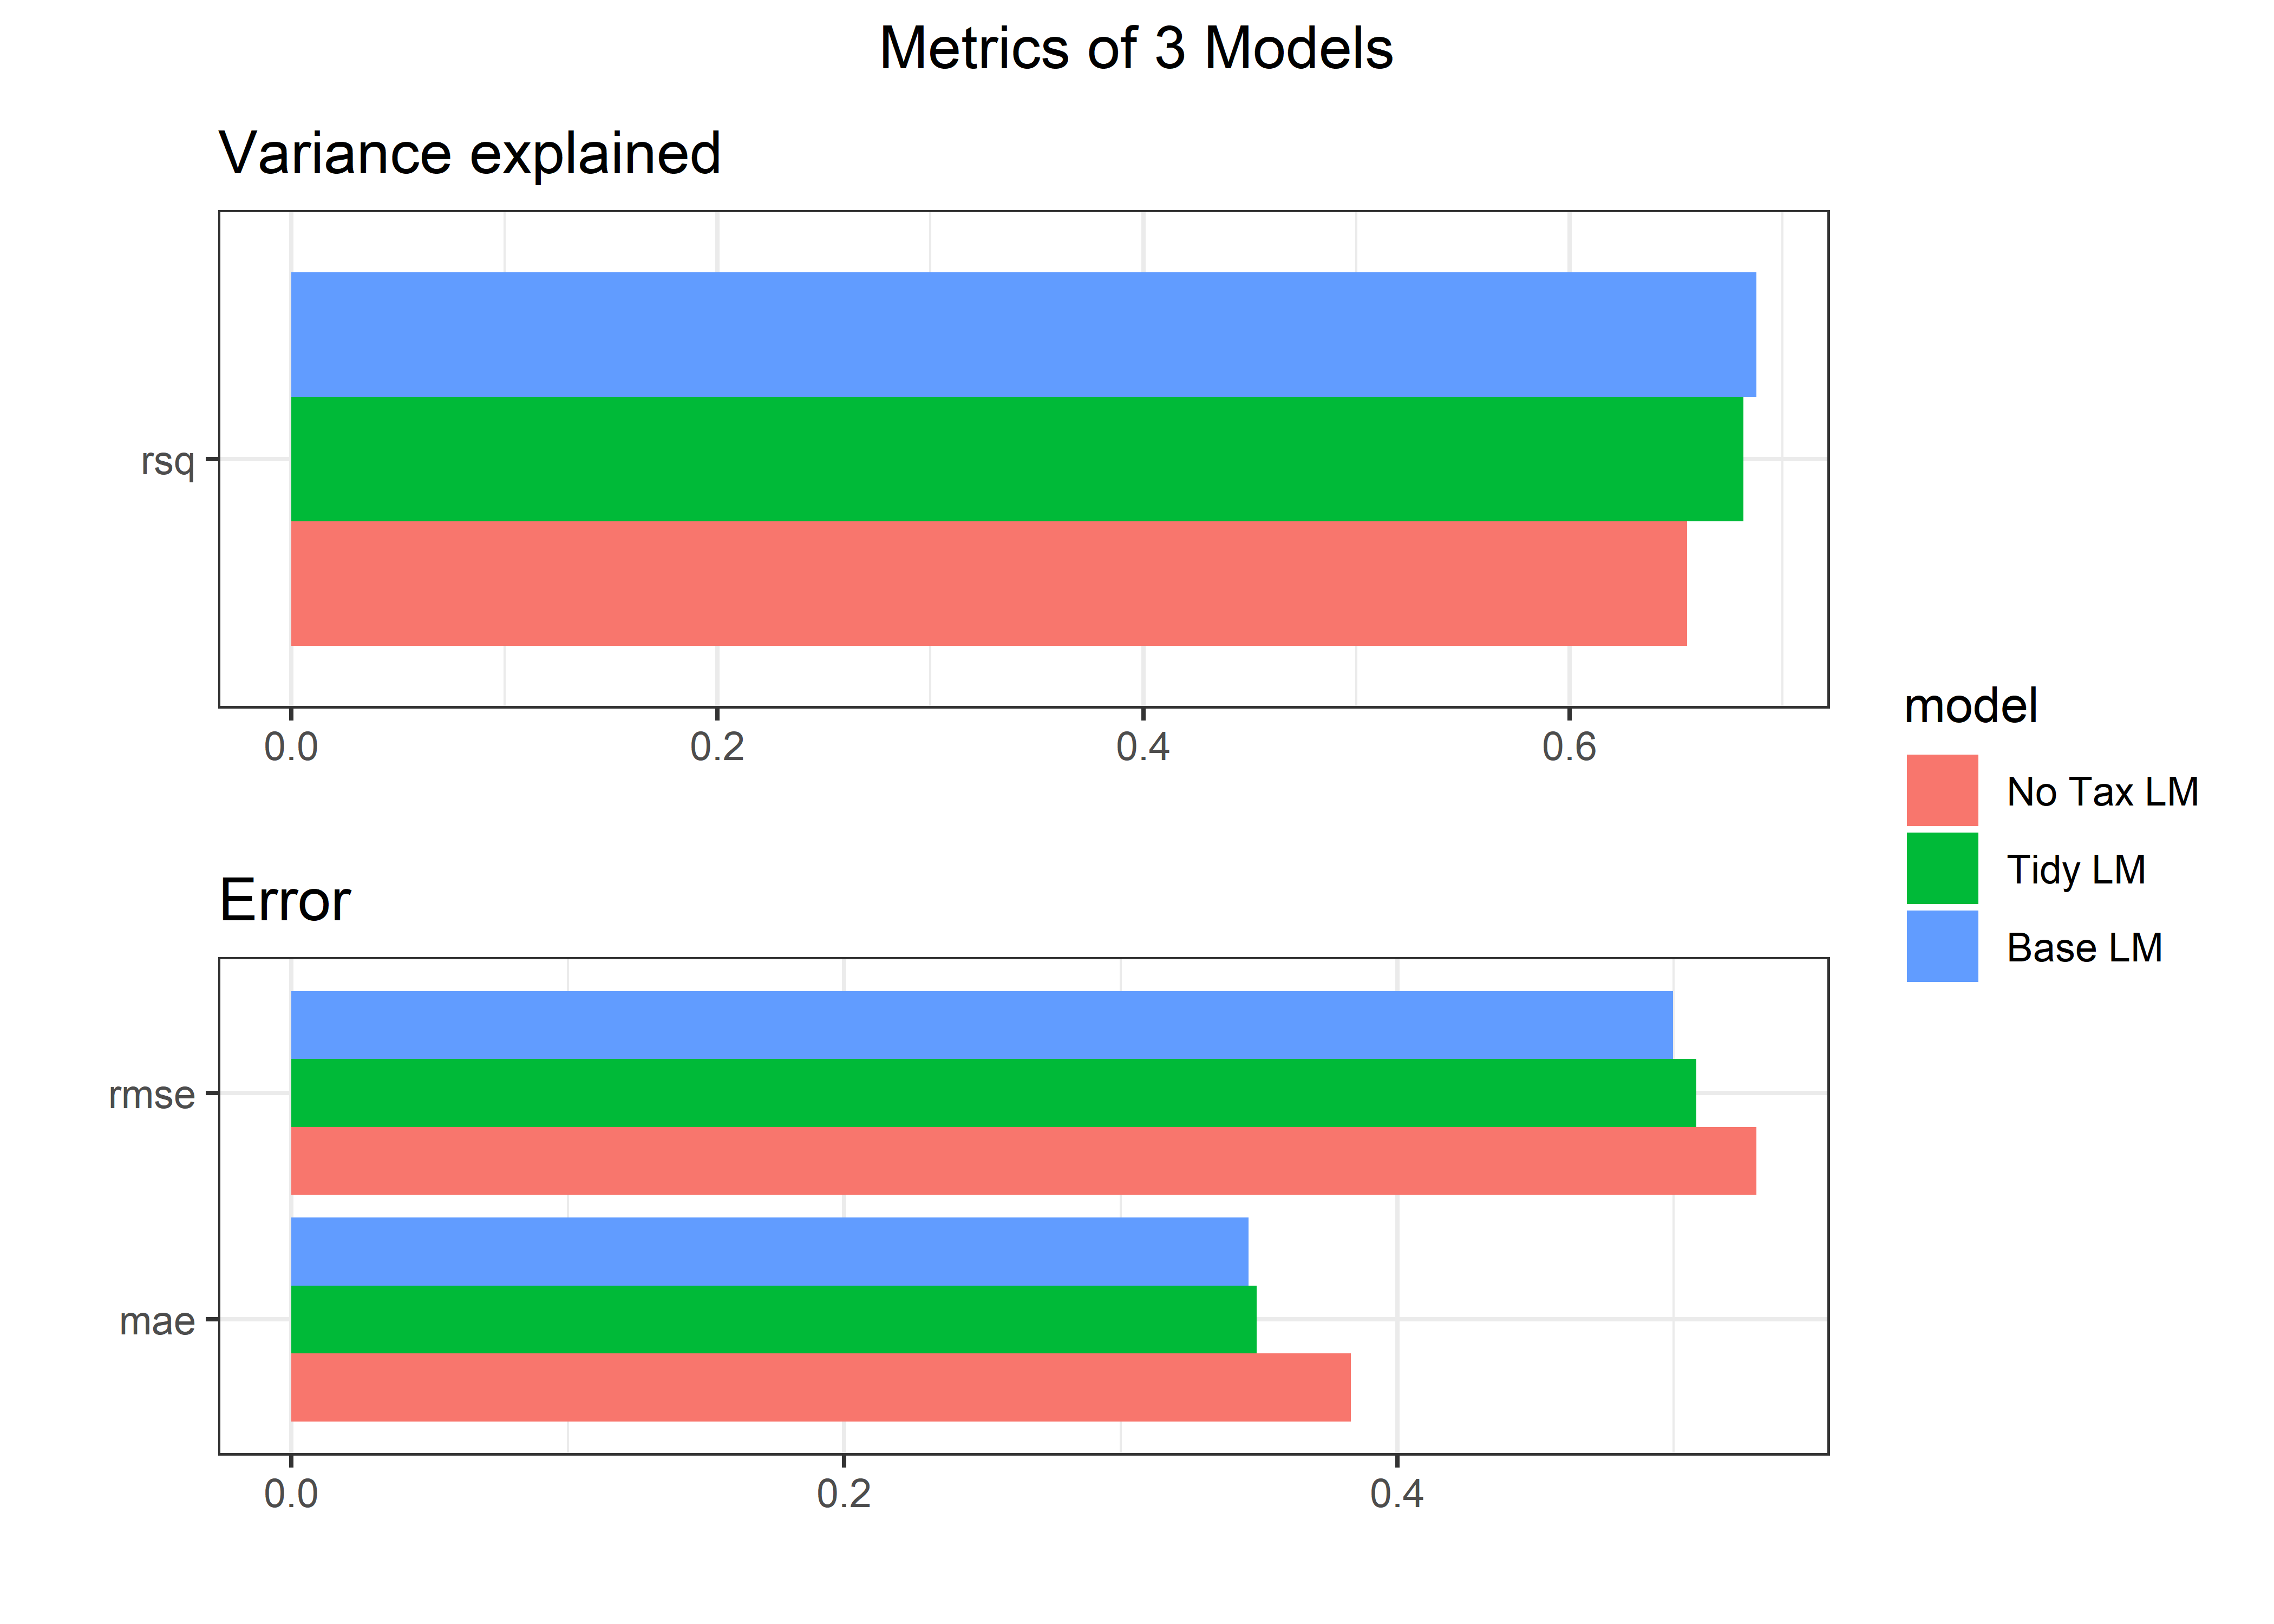 Metrics of 3 Models
Variance explained
rsq
0.0 0.2 0.4 0.6
Error
rmse
mae
0.0 0.2 0.4
model
No Tax LM
Tidy LM
Base LM